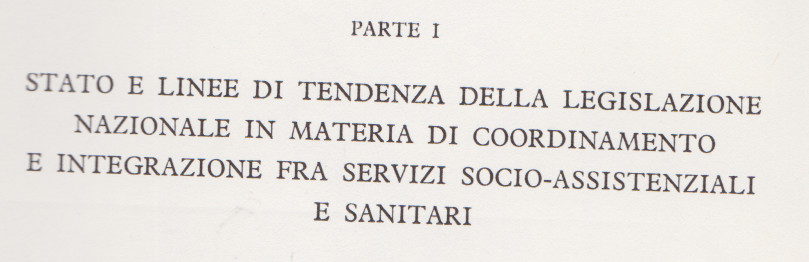 PARTE I
STATO E LINEE DI TENDENZA DELLA LEGISLAZIONE
NAZIONALE IN MATERIA DI COORDINAMENTO
E INTEGRAZIONE FRA SERVIZI SOCIO-ASSISTENZIALI
E SANITARI